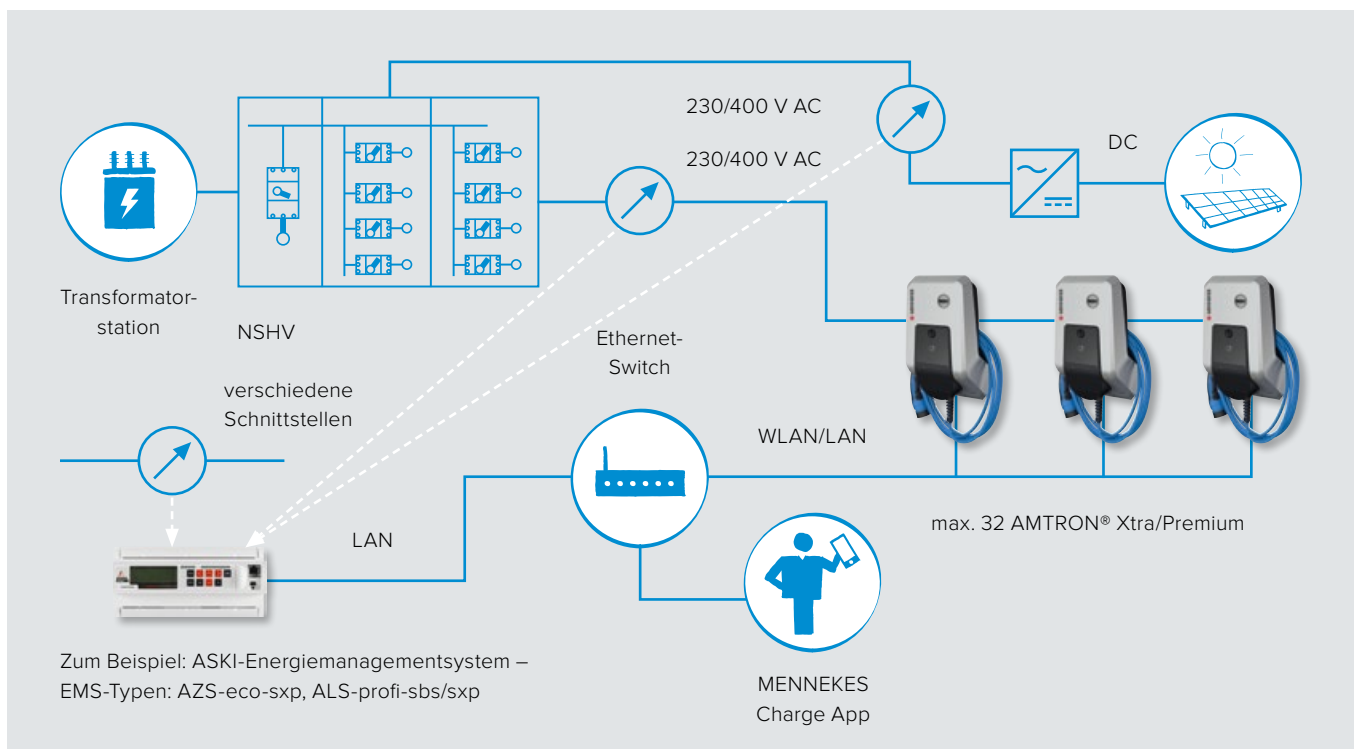 230/400 V AC
230/400 V AC
DC
Transformator-
station
NSHV
Ethernet-
Switch
verschiedene
Schnittstellen
WLAN/LAN
LAN
max. 32 AMTRON® Xtra/Premium
Zum Beispiel: ASKI-Energiemanagementsystem –
EMS-Typen: AZS-eco-sxp, ALS-profi-sbs/sxp
MENNEKES
Charge App